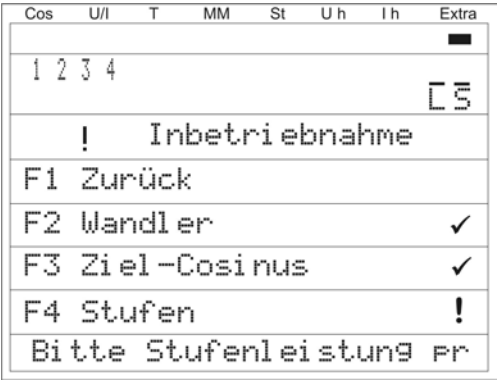 Cos U/I T MM St U h I h Extra
1 2 3 4
C S
! Inbetriebnahme
F1 Zurück
F2 Wandler ✓
F3 Ziel-Cosinus ✓
F4 Stufen !
Bitte Stufenleistung pr